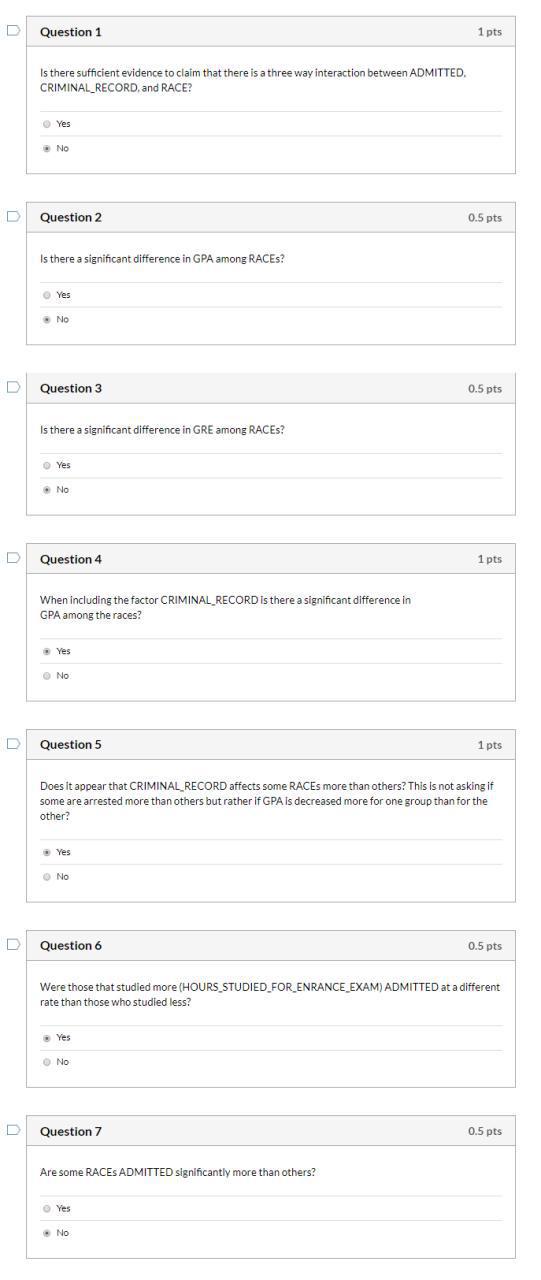 Question 1
1 pts
Is there sufficient evidence to claim that there is a three way interaction between ADMITTED,
CRIMINAL_RECORD, and RACE?
Yes
No
Question 2
0.5 pts
Is there a significant difference in GPA among RACEs?
Yes
No
Question 3
0.5 pts
Is there a significant difference in GRE among RACEs?
Yes
No
Question 4
1 pts
When including the factor CRIMINAL_RECORD is there a significant difference in
GPA among the races?
Yes
No
Question 5
1 pts
Does it appear that CRIMINAL_RECORD affects some RACEs more than others? This is not asking if
some are arrested more than others but rather if GPA is decreased more for one group than for the
other?
Yes
No
Question 6
0.5 pts
Were those that studied more (HOURS_STUDIED_FOR_ENRANCE_EXAM) ADMITTED at a different
rate than those who studied less?
Yes
No
Question 7
0.5 pts
Are some RACEs ADMITTED significantly more than others?
Yes
No